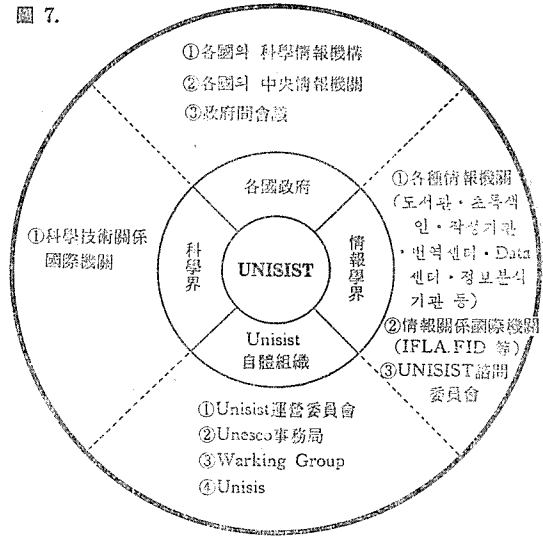 圖 7.
①各國의 科學情報機構
②各國의 中央情報機關
③政府間會議
各國政府
科學界
UNISIST
情報學界
Unisist
自體組織
①科學技術關係
國際機關
①各種情報機關
(도서관・초록색
인・작성기관
・번역센터・Data
센터・정보분석
기관 등)
②情報關係國際機關
(IFLA.FID 等)
③UNISIST諮問
委員會
①Unisist運營委員會
②Unesco事務局
③Warking Group
④Unisis